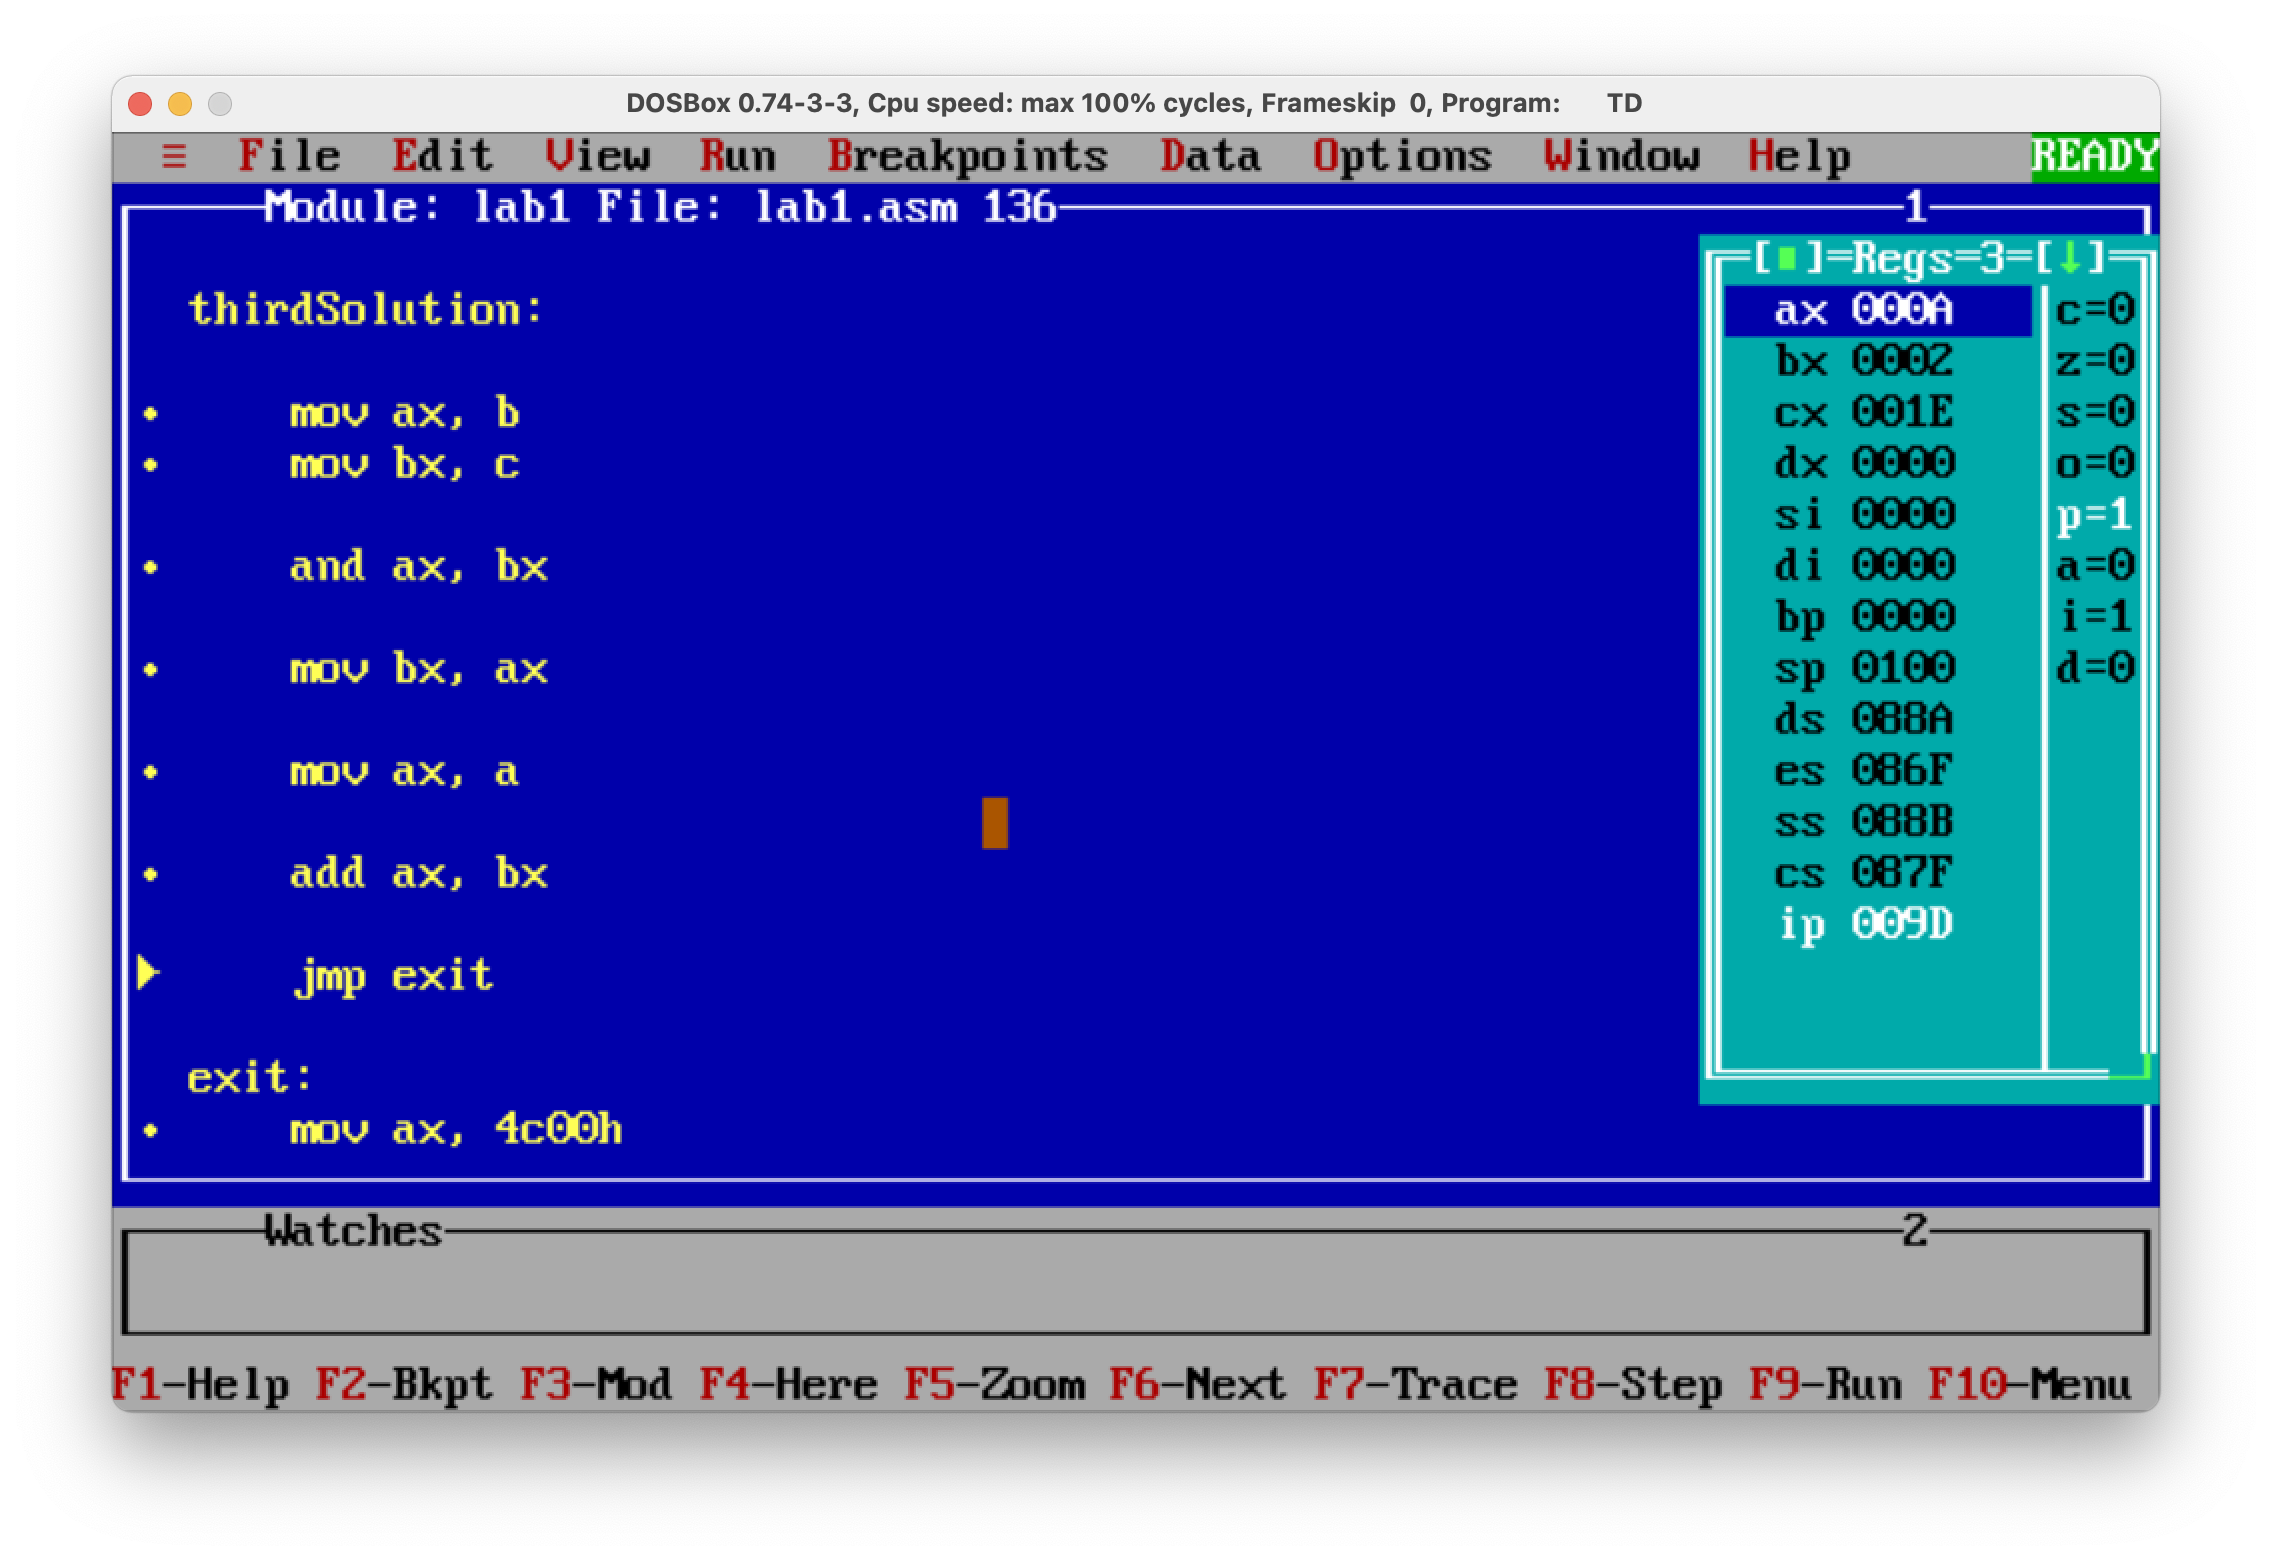 DOSBox 0.74-3-3, Cpu speed: max 100% cycles, Frameskip 0, Program: TD
≡ File Edit View Run Breakpoints Data Options Window Help READY
Module: lab1 File: lab1.asm 136 1
thirdSolution:
mov ax, b
mov bx, c
and ax, bx
mov bx, ax
mov ax, a
add ax, bx
jmp exit
exit:
mov ax, 4c00h
[■]=Regs=3=[↓]
ax 000A c=0
bx 0002 z=0
cx 001E s=0
dx 0000 o=0
si 0000 p=1
di 0000 a=0
bp 0000 i=1
sp 0100 d=0
ds 088A
es 086F
ss 088B
cs 087F
ip 009D
Watches 2
F1-Help F2-Bkpt F3-Mod F4-Here F5-Zoom F6-Next F7-Trace F8-Step F9-Run F10-Menu